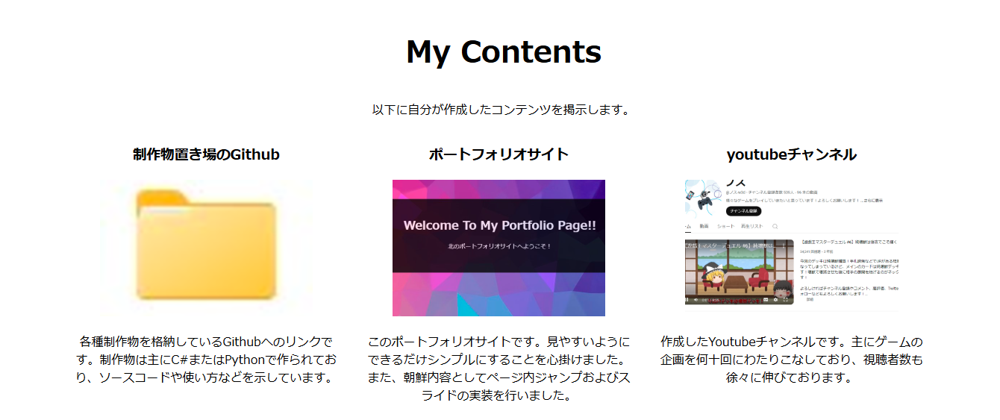 My Contents
以下に自分が作成したコンテンツを掲示します。
制作物置き場のGithub
各種制作物を格納しているGithubへのリンクで
す。制作物は主にC#またはPythonで作られてお
り、ソースコードや使い方などを示しています。
ポートフォリオサイト
Welcome To My Portfolio Page!!
北のポートフォリオサイトへようこそ！
このポートフォリオサイトです。見やすいように
できるだけシンプルにすることを心掛けました。
また、朝鮮内容としてページ内ジャンプおよびス
ライドの実装を行いました。
youtubeチャンネル
チャンネル登録
動画 ショート 再生リスト
作成したYoutubeチャンネルです。主にゲームの
企画を何十回にわたりこなしており、視聴者数も
徐々に伸びております。